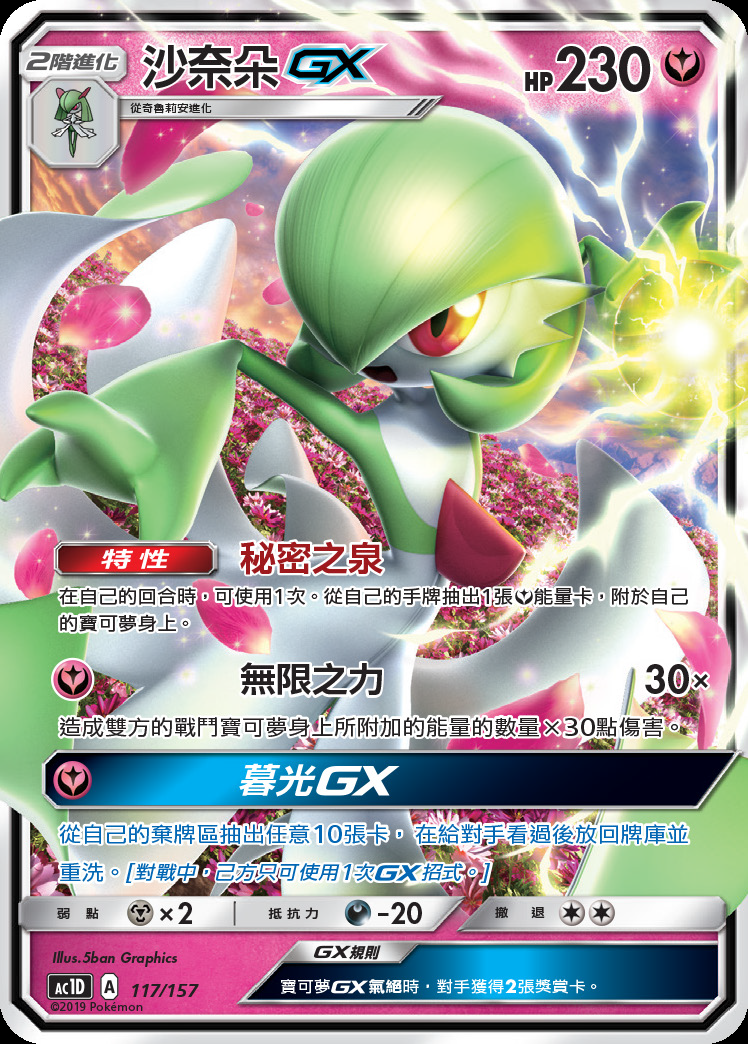 2階進化
沙奈朵GX
HP230
從奇魯莉安進化
特性
秘密之泉
在自己的回合時，可使用1次。從自己的手牌抽出1張能量卡，附於自己
的寶可夢身上。
無限之力
30×
造成雙方的戰鬥寶可夢身上所附加的能量的數量×30點傷害。
暮光GX
從自己的棄牌區抽出任意10張卡，在給對手看過後放回牌庫並
重洗。[對戰中，己方只可使用1次GX招式。]
弱點 ×2
抵抗力 -20
撤退
Illus.5ban Graphics
GX規則
AC1D A 117/157
寶可夢GX氣絕時，對手獲得2張獎賞卡。
©2019 Pokémon